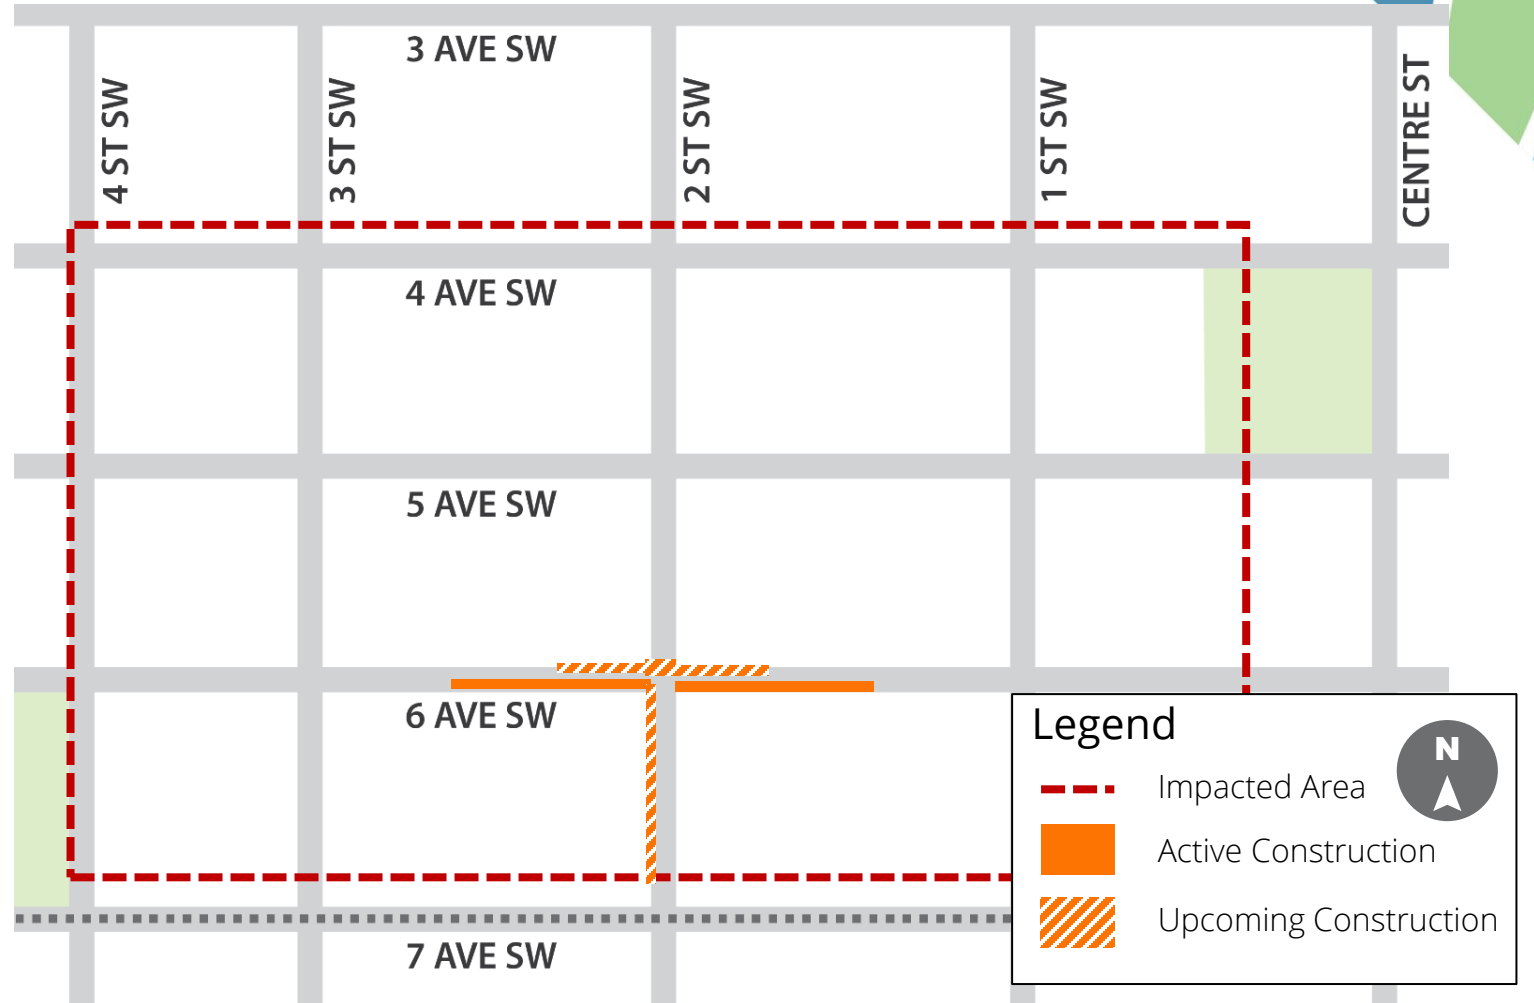 3 AVE SW
4 ST SW
3 ST SW
2 ST SW
1 ST SW
CENTRE ST
4 AVE SW
5 AVE SW
6 AVE SW
Legend
N
Impacted Area
Active Construction
Upcoming Construction
7 AVE SW